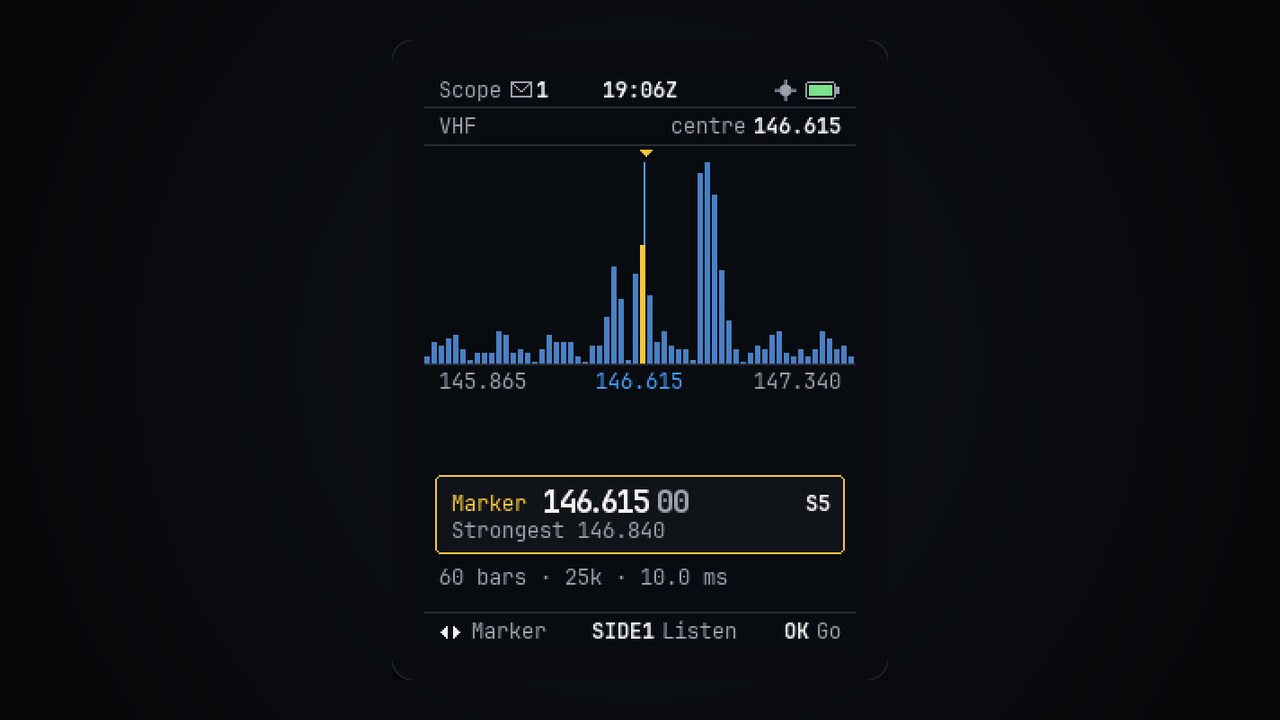 Scope 1 19:06Z
VHF centre 146.615
145.865 146.615 147.340
Marker 146.615 00 S5
Strongest 146.840
60 bars · 25k · 10.0 ms
Marker SIDE1 Listen OK Go